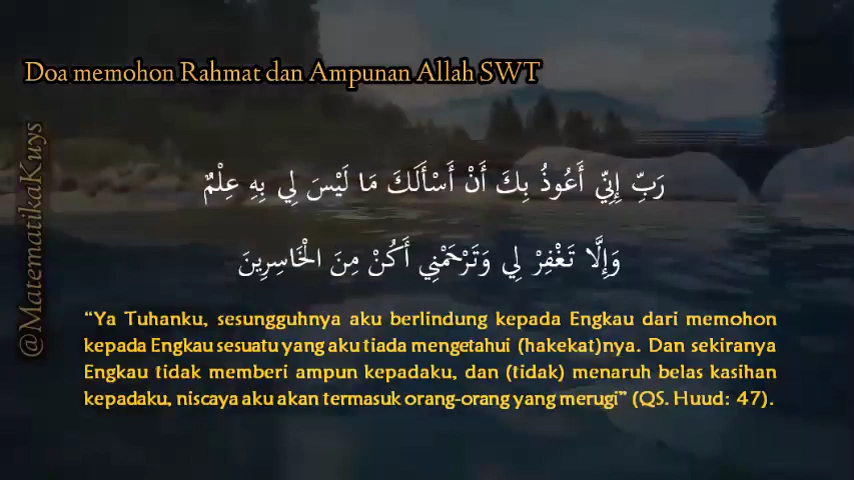 Doa memohon Rahmat dan Ampunan Allah SWT
@MatematikaKuys
رَبِّ إِنِّي أَعُوذُ بِكَ أَنْ أَسْأَلَكَ مَا لَيْسَ لِي بِهِ عِلْمٌ
وَإِلَّا تَغْفِرْ لِي وَتَرْحَمْنِي أَكُنْ مِنَ الْخَاسِرِينَ
“Ya Tuhanku, sesungguhnya aku berlindung kepada Engkau dari memohon
kepada Engkau sesuatu yang aku tiada mengetahui (hakekat)nya. Dan sekiranya
Engkau tidak memberi ampun kepadaku, dan (tidak) menaruh belas kasihan
kepadaku, niscaya aku akan termasuk orang-orang yang merugi” (QS. Huud: 47).